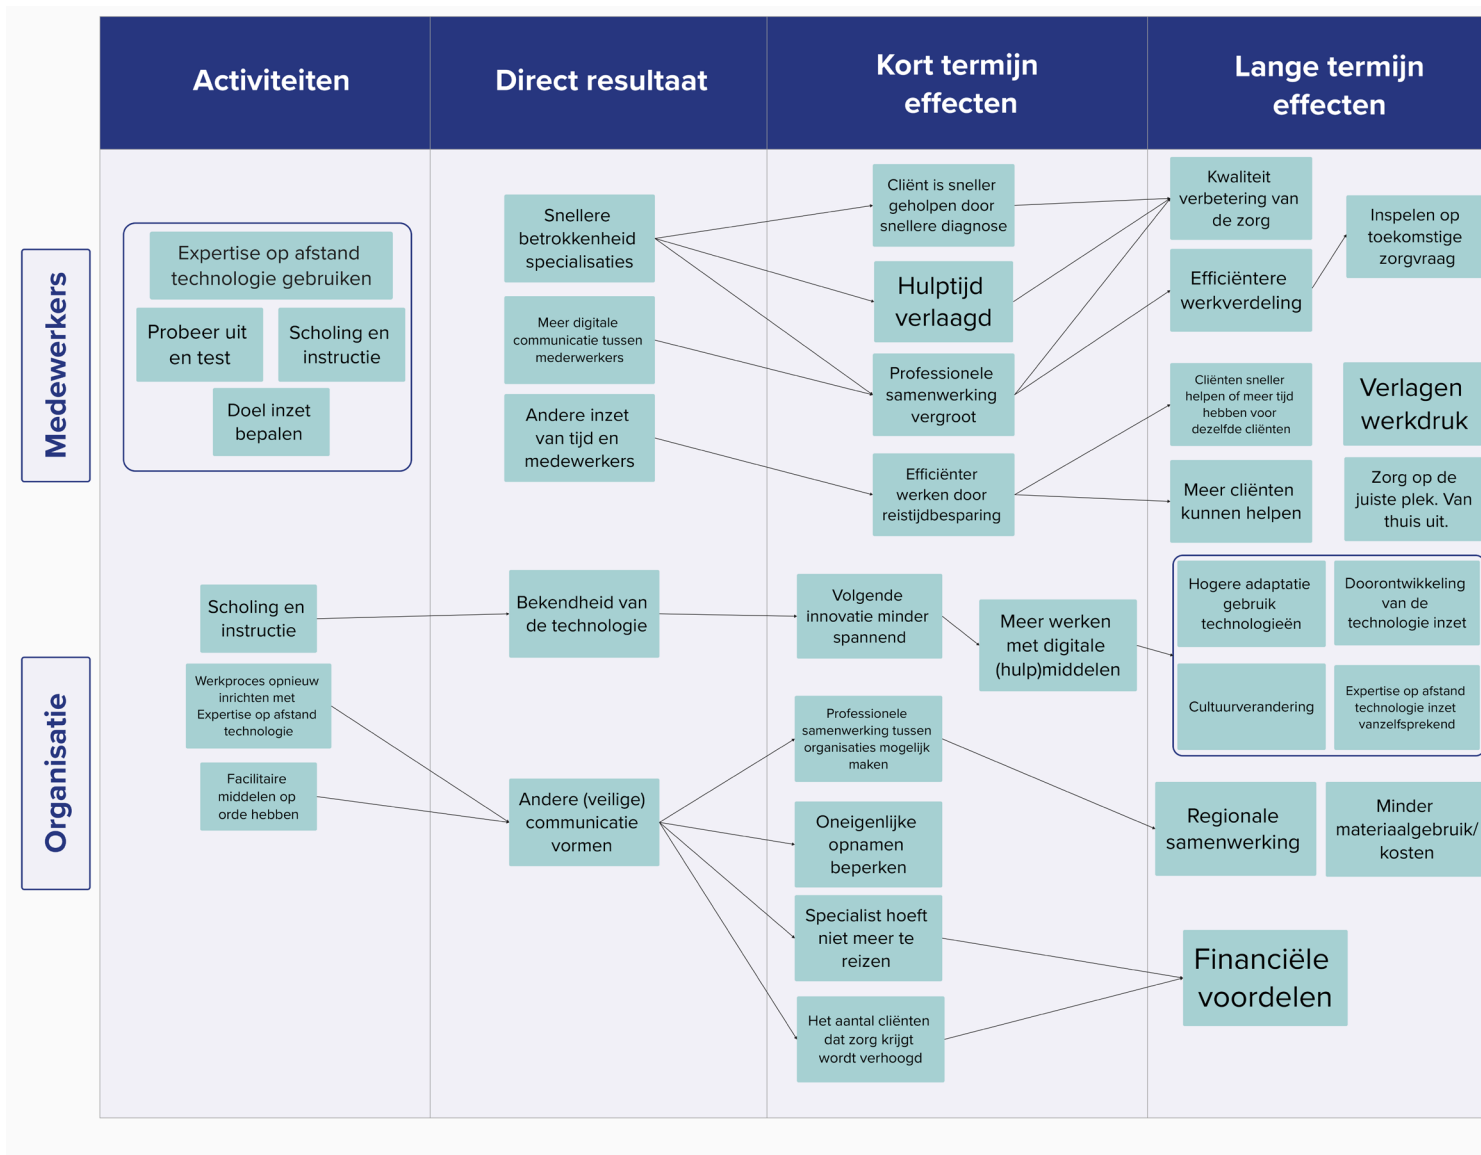 Activiteiten
Direct resultaat
Kort termijn
effecten
Lange termijn
effecten
Medewerkers
Expertise op afstand
technologie gebruiken
Probeer uit
en test
Scholing en
instructie
Doel inzet
bepalen
Snellere
betrokkenheid
specialisaties
Meer digitale
communicatie tussen
mederwerkers
Andere inzet
van tijd en
medewerkers
Cliënt is sneller
geholpen door
snellere diagnose
Hulptijd
verlaagd
Professionele
samenwerking
vergroot
Efficiënter
werken door
reistijdbesparing
Kwaliteit
verbetering van
de zorg
Inspelen op
toekomstige
zorgvraag
Efficiëntere
werkverdeling
Cliënten sneller
helpen of meer tijd
hebben voor
dezelfde cliënten
Verlagen
werkdruk
Meer cliënten
kunnen helpen
Zorg op de
juiste plek. Van
thuis uit.
Organisatie
Scholing en
instructie
Werkproces opnieuw
inrichten met
Expertise op afstand
technologie
Facilitaire
middelen op
orde hebben
Bekendheid van
de technologie
Andere (veilige)
communicatie
vormen
Volgende
innovatie minder
spannend
Meer werken
met digitale
(hulp)middelen
Professionele
samenwerking tussen
organisaties mogelijk
maken
Oneigenlijke
opnamen
beperken
Specialist hoeft
niet meer te
reizen
Het aantal cliënten
dat zorg krijgt
wordt verhoogd
Hogere adaptatie
gebruik
technologieën
Doorontwikkeling
van de
technologie inzet
Cultuurverandering
Expertise op afstand
technologie inzet
vanzelfsprekend
Regionale
samenwerking
Minder
materiaalgebruik/
kosten
Financiële
voordelen